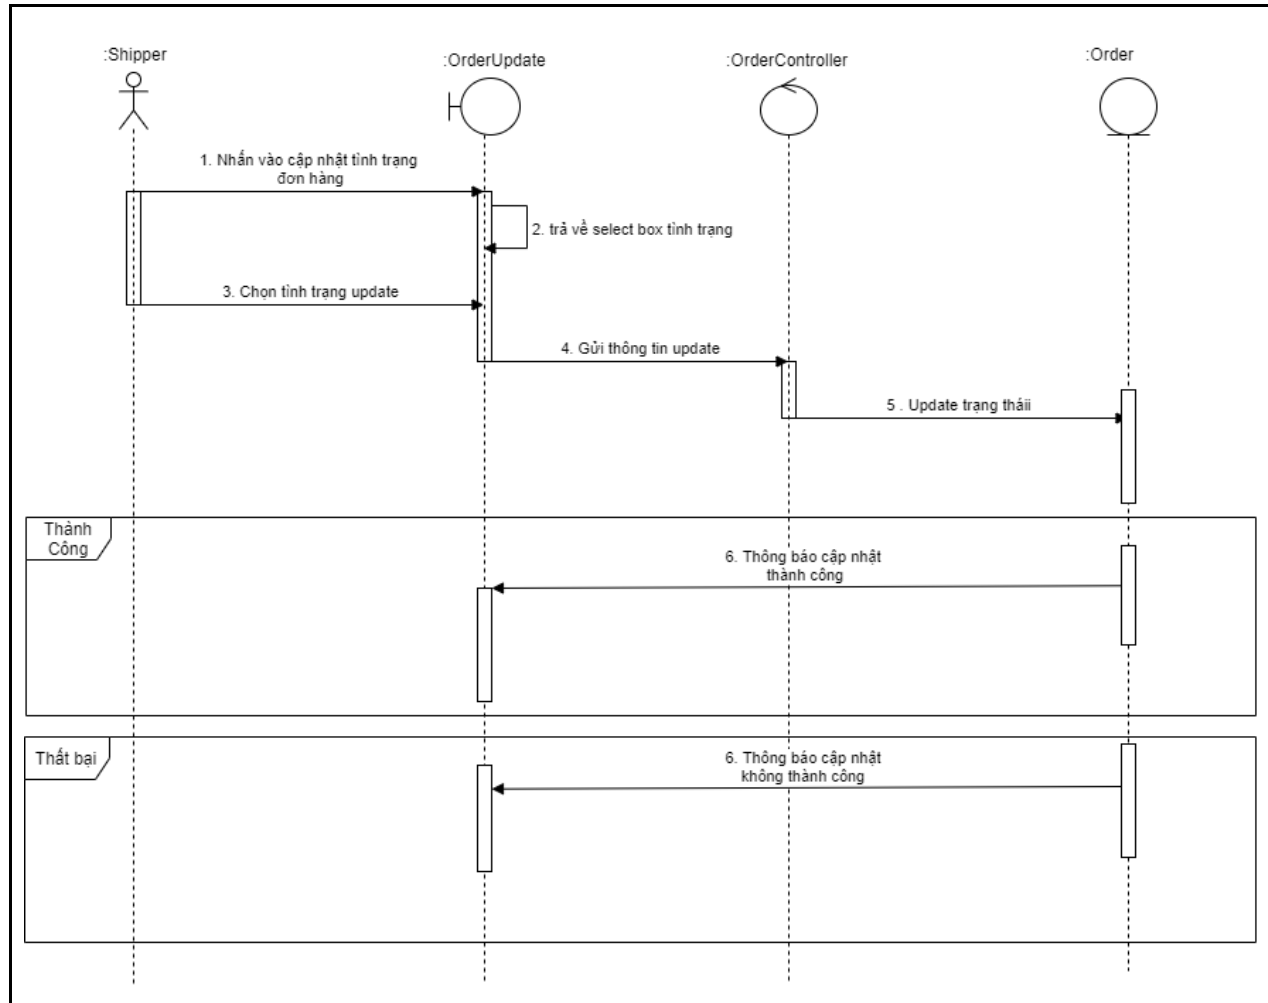 :Shipper
:OrderUpdate
:OrderController
:Order
1. Nhấn vào cập nhật tình trạng
đơn hàng
2. trả về select box tình trạng
3. Chọn tình trạng update
4. Gửi thông tin update
5 . Update trạng tháii
Thành
Công
6. Thông báo cập nhật
thành công
Thất bại
6. Thông báo cập nhật
không thành công